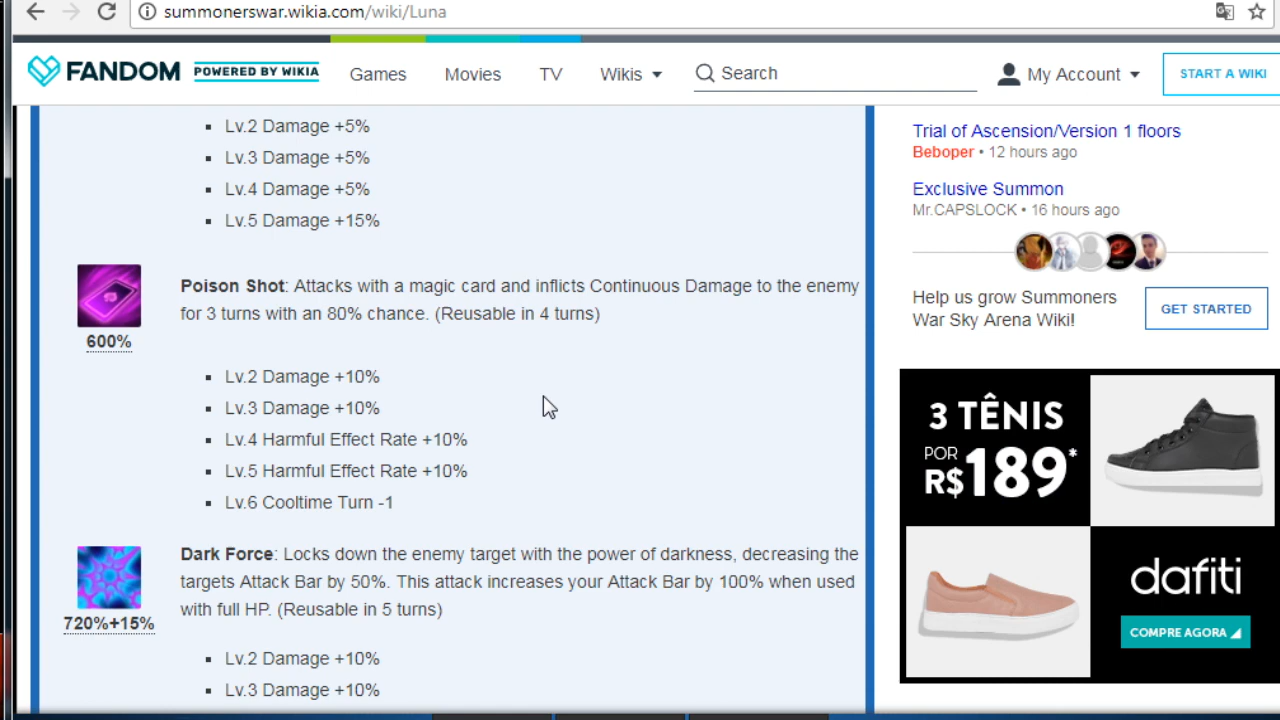 summonerswar.wikia.com/wiki/Luna
FANDOM POWERED BY WIKIA Games Movies TV Wikis Search My Account START A WIKI
Lv.2 Damage +5%
Lv.3 Damage +5%
Lv.4 Damage +5%
Lv.5 Damage +15%
Poison Shot: Attacks with a magic card and inflicts Continuous Damage to the enemy
for 3 turns with an 80% chance. (Reusable in 4 turns)
600%
Lv.2 Damage +10%
Lv.3 Damage +10%
Lv.4 Harmful Effect Rate +10%
Lv.5 Harmful Effect Rate +10%
Lv.6 Cooltime Turn -1
Dark Force: Locks down the enemy target with the power of darkness, decreasing the
targets Attack Bar by 50%. This attack increases your Attack Bar by 100% when used
with full HP. (Reusable in 5 turns)
720%+15%
Lv.2 Damage +10%
Lv.3 Damage +10%
Trial of Ascension/Version 1 floors
Beboper • 12 hours ago
Exclusive Summon
Mr.CAPSLOCK • 16 hours ago
Help us grow Summoners
War Sky Arena Wiki!
GET STARTED
3 TÊNIS
POR
R$189*
dafiti
COMPRE AGORA